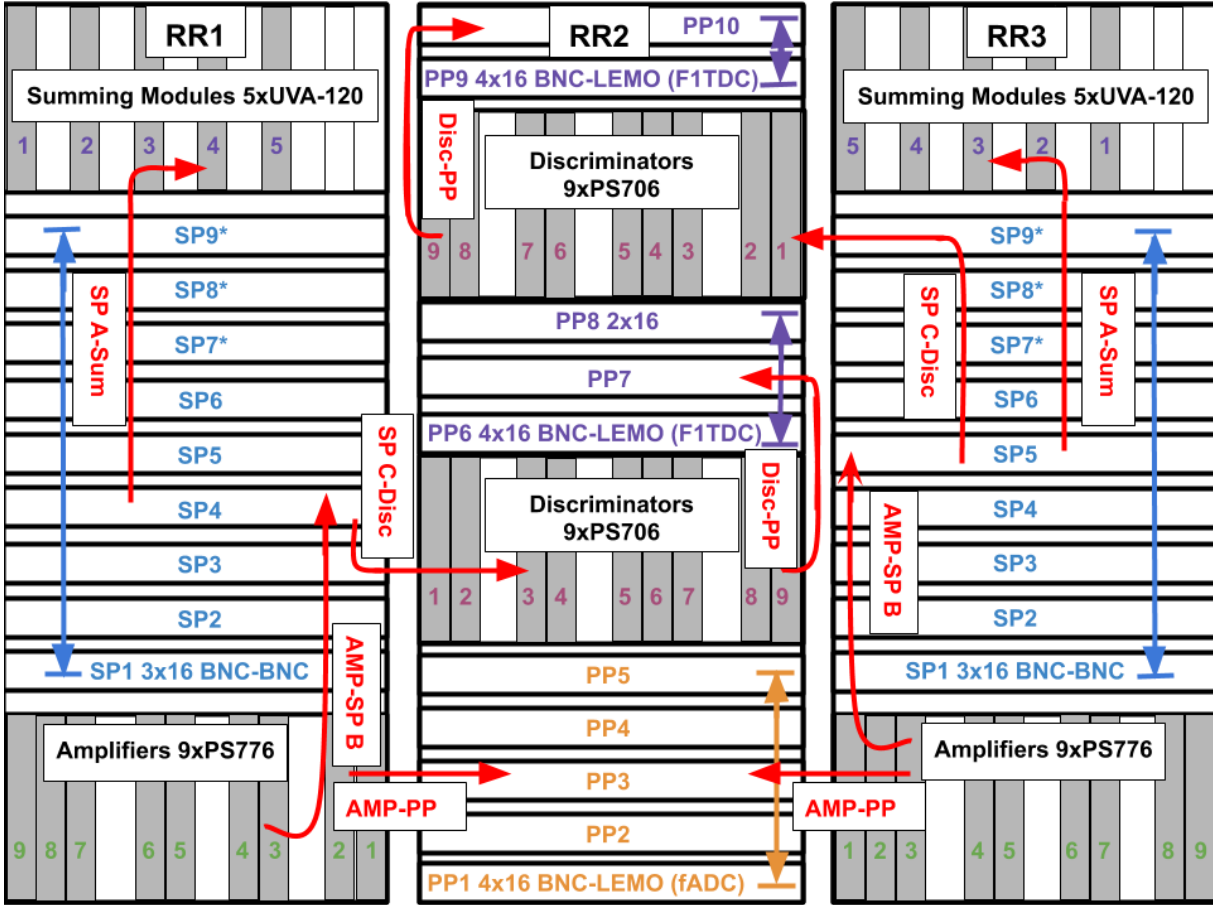 RR1
Summing Modules 5xUVA-120
1 2 3 4 5
SP9*
SP8*
SP7*
SP6
SP5
SP4
SP3
SP2
SP1 3x16 BNC-BNC
SP A-Sum
SP C-Disc
AMP-SP B
Amplifiers 9xPS776
9 8 7 6 5 4 3 2 1
AMP-PP
RR2
PP10
PP9 4x16 BNC-LEMO (F1TDC)
Disc-PP
Discriminators
9xPS706
9 8 7 6 5 4 3 2 1
PP8 2x16
PP7
PP6 4x16 BNC-LEMO (F1TDC)
Discriminators
9xPS706
Disc-PP
1 2 3 4 5 6 7 8 9
PP5
PP4
PP3
PP2
PP1 4x16 BNC-LEMO (fADC)
RR3
Summing Modules 5xUVA-120
5 4 3 2 1
SP9*
SP8*
SP7*
SP6
SP5
SP4
SP3
SP2
SP1 3x16 BNC-BNC
SP C-Disc
SP A-Sum
AMP-SP B
Amplifiers 9xPS776
AMP-PP
1 2 3 4 5 6 7 8 9